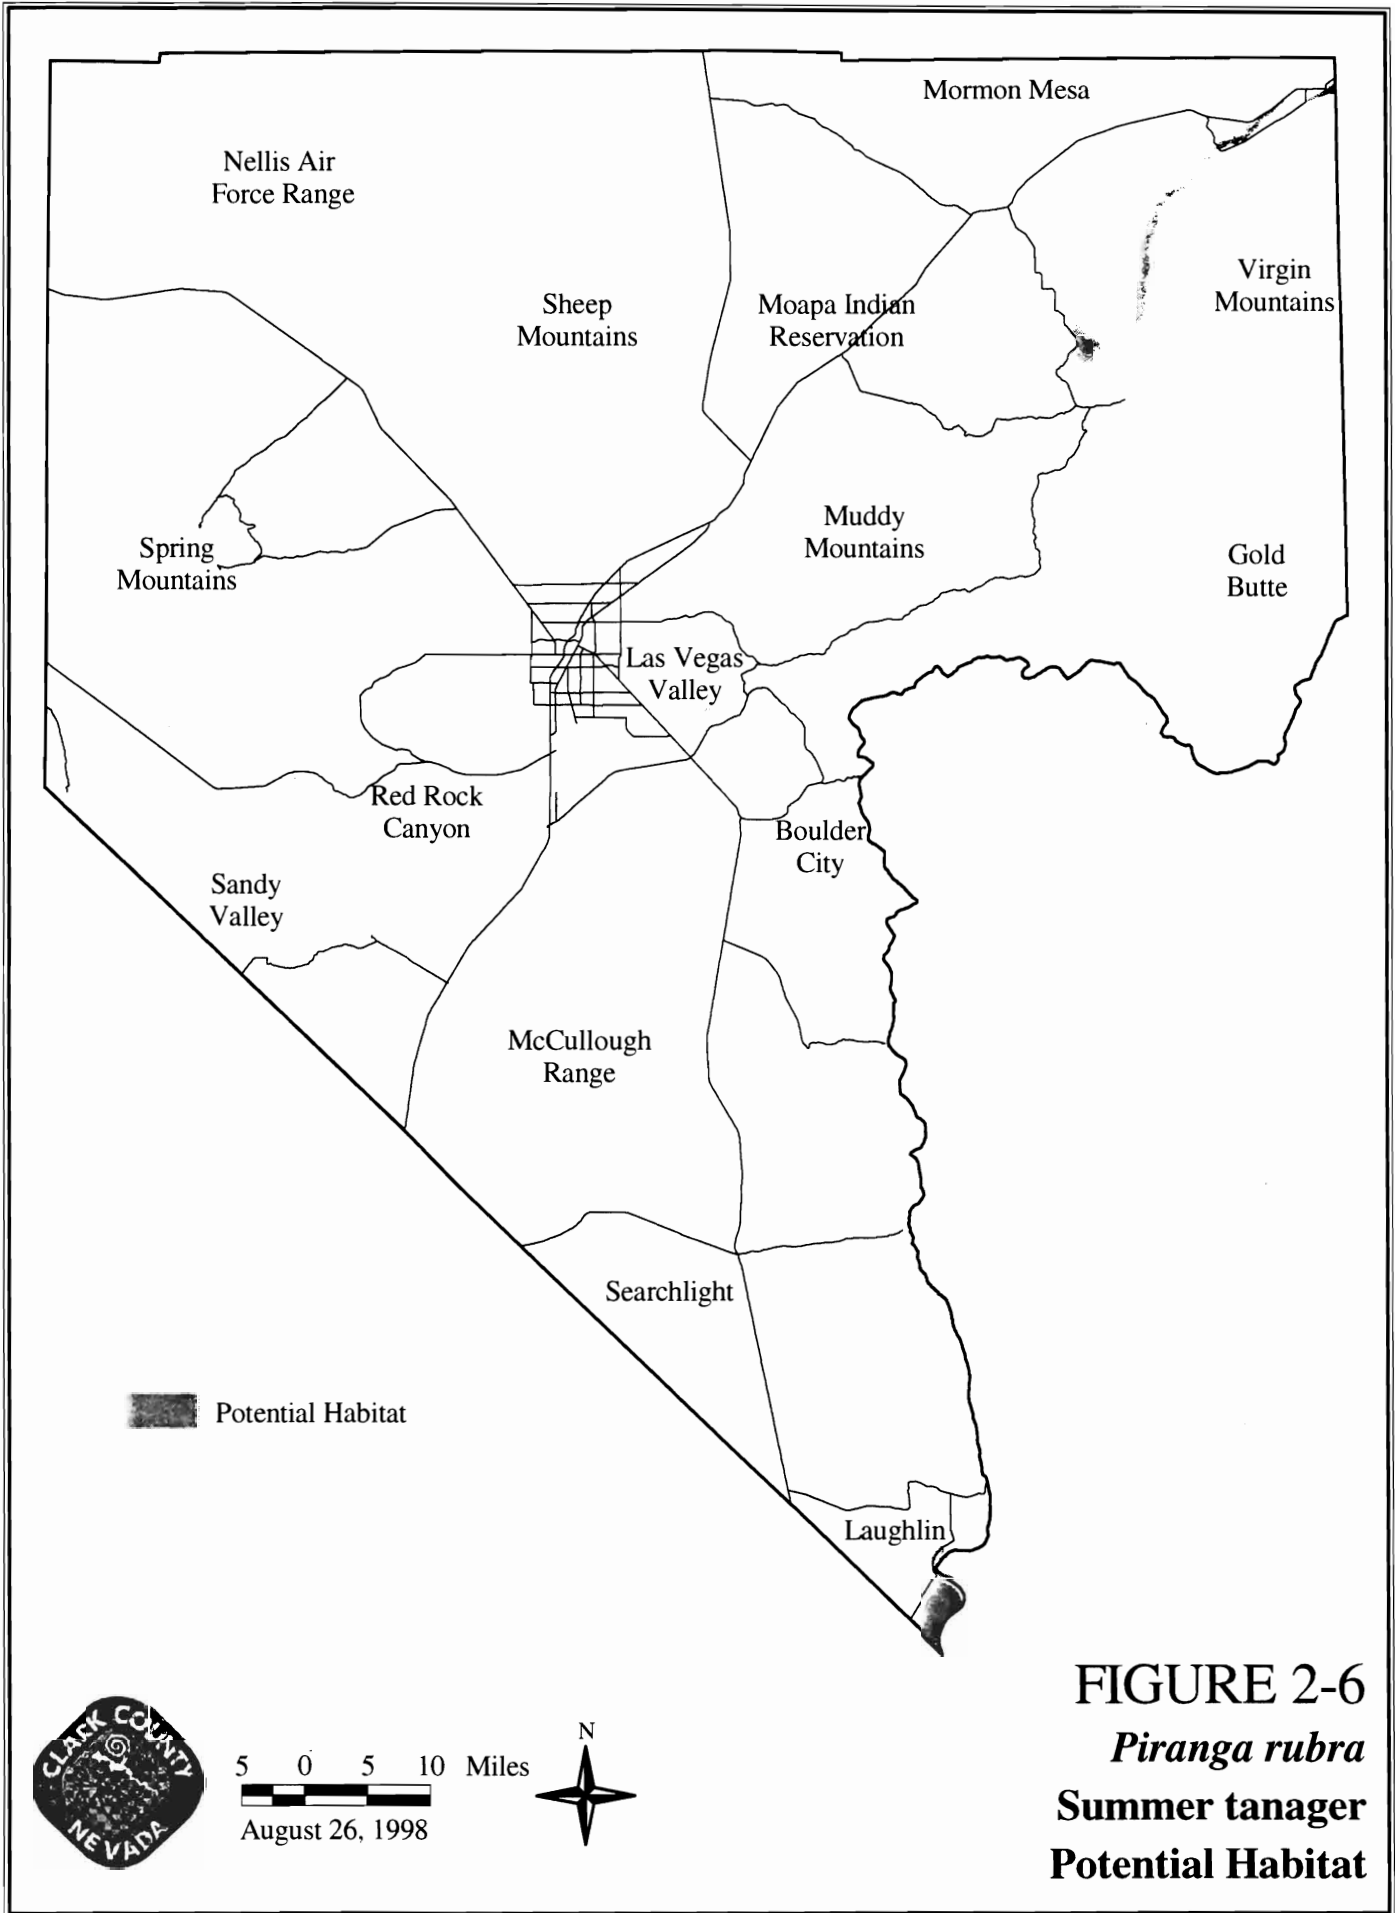 Mormon Mesa
Nellis Air
Force Range
Virgin
Mountains
Sheep
Mountains
Moapa Indian
Reservation
Muddy
Mountains
Spring
Mountains
Gold
Butte
Las Vegas
Valley
Red Rock
Canyon
Boulder
City
Sandy
Valley
McCullough
Range
Searchlight
Potential Habitat
Laughlin
FIGURE 2-6
Piranga rubra
Summer tanager
Potential Habitat
CLARK COUNTY
NEVADA
5 0 5 10 Miles
August 26, 1998
N